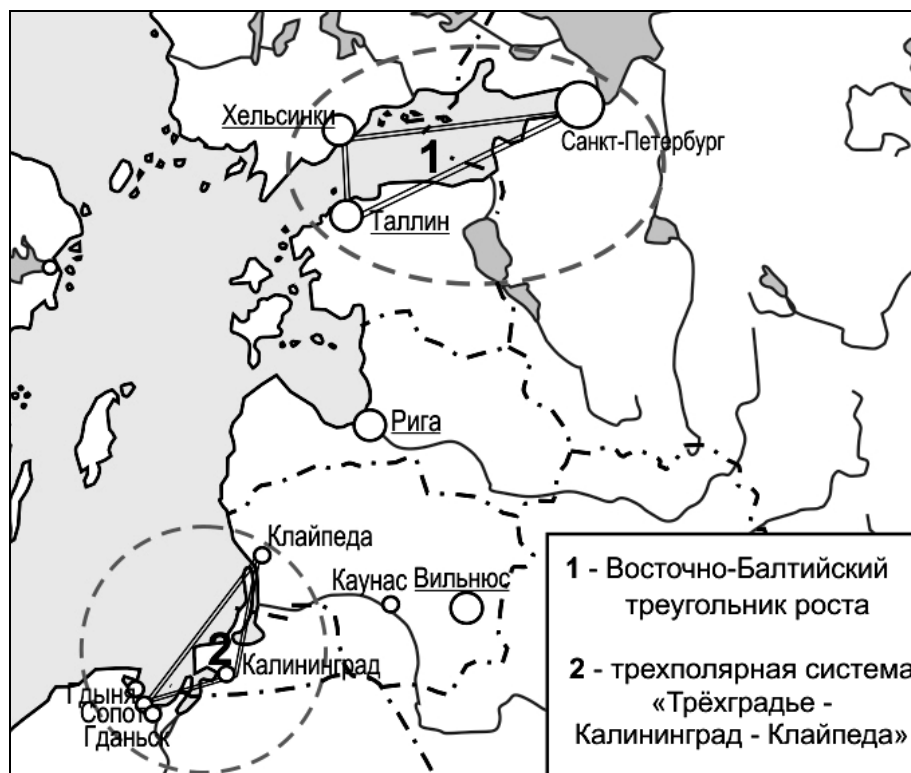 Хельсинки
Санкт-Петербург
1
Таллин
Рига
Клайпеда
Каунас
Вильнюс
2
Калининград
Гдыня
Сопот
Гданьск
1 - Восточно-Балтийский
треугольник роста
2 - трехполярная система
«Трёхградье -
Калининград - Клайпеда»